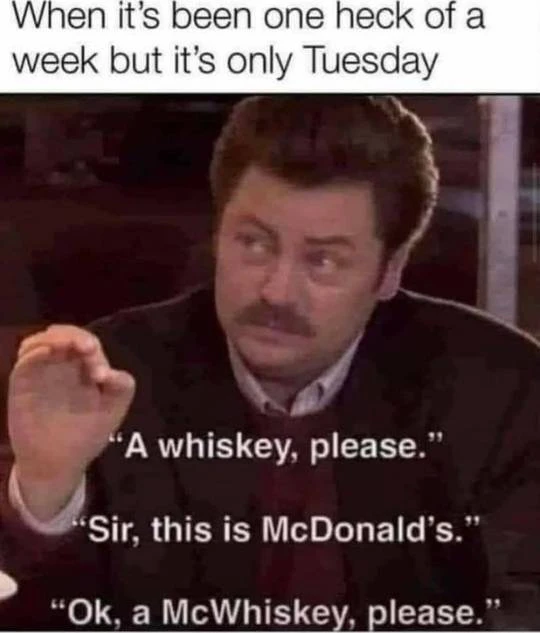 When it's been one heck of a
week but it's only Tuesday
“A whiskey, please.”
“Sir, this is McDonald's.”
“Ok, a McWhiskey, please.”